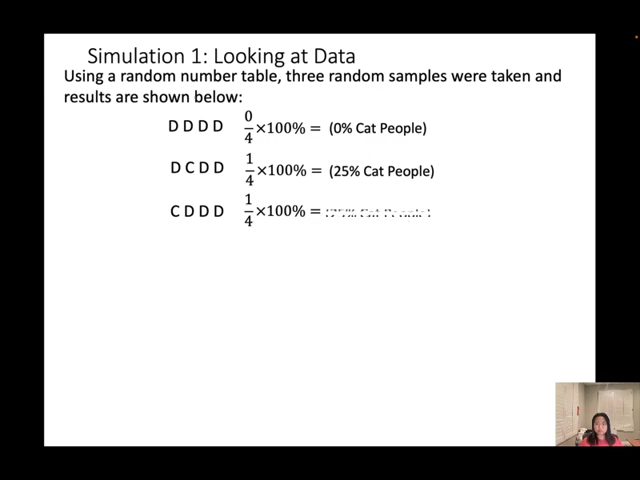 Simulation 1: Looking at Data
Using a random number table, three random samples were taken and
results are shown below:
D D D D 0/4 ×100% = (0% Cat People)
D C D D 1/4 ×100% = (25% Cat People)
C D D D 1/4 ×100% =